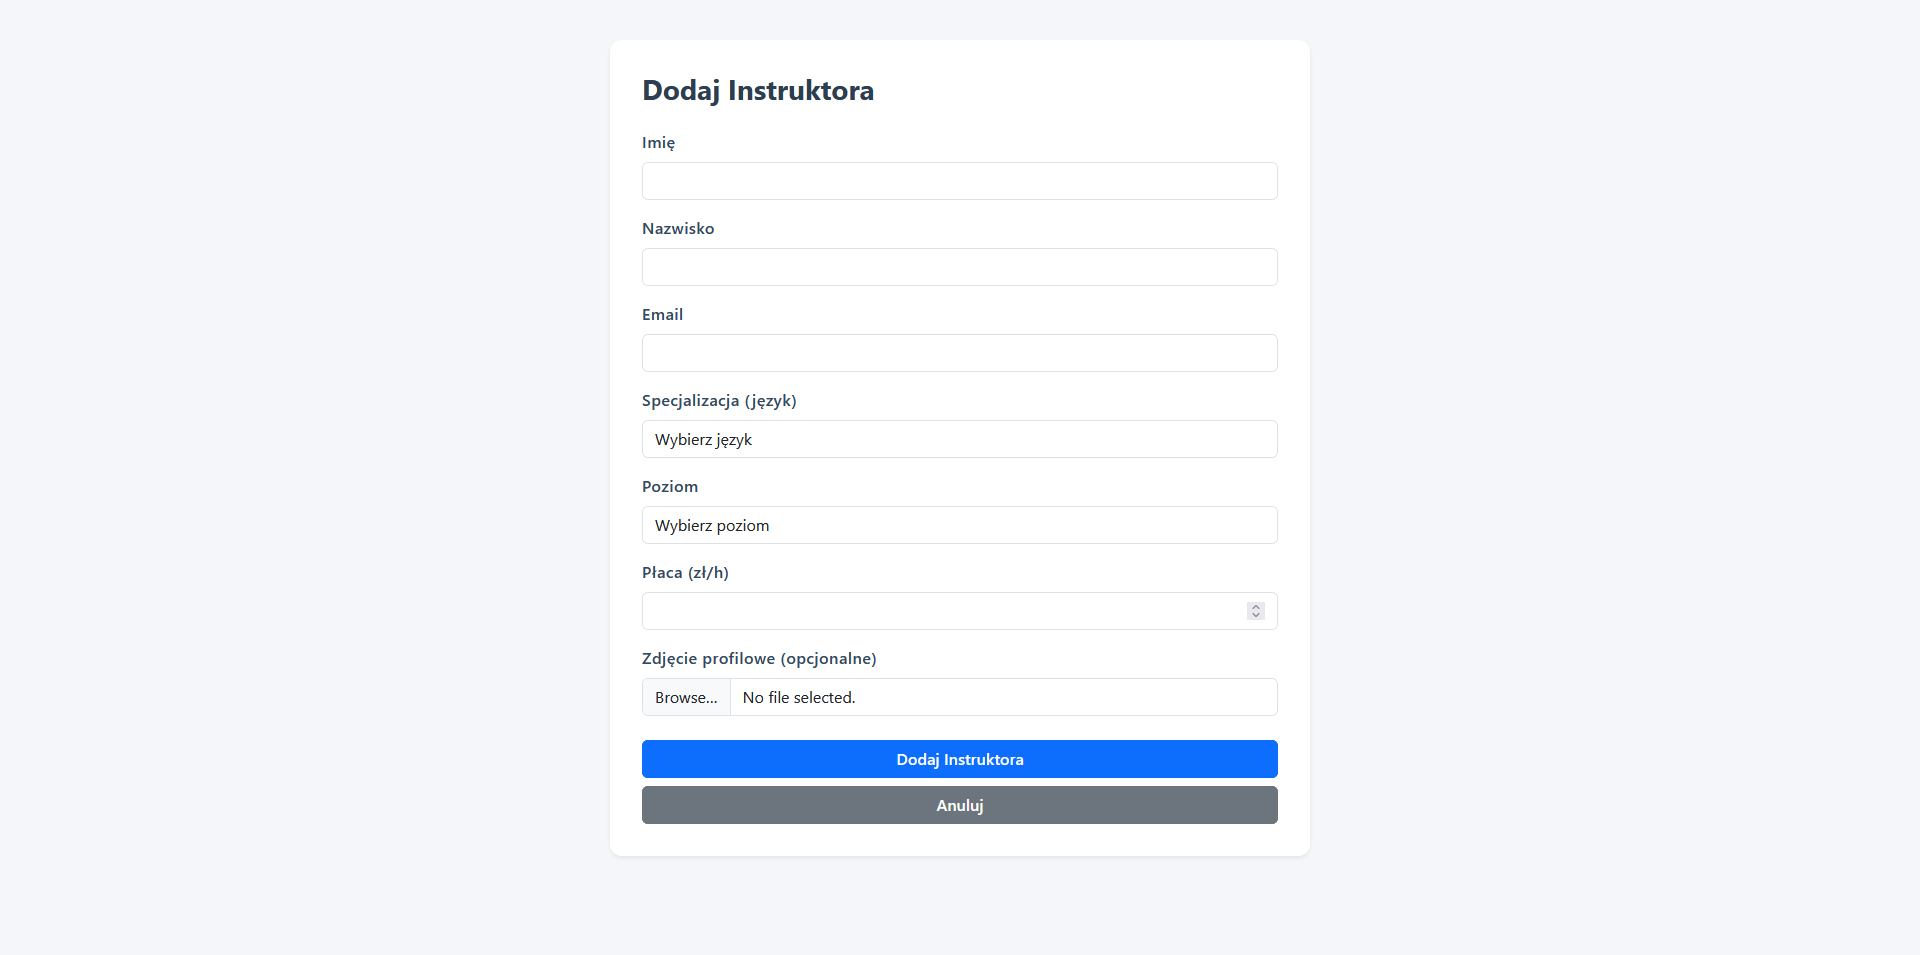 Dodaj Instruktora
Imię
Nazwisko
Email
Specjalizacja (język)
Wybierz język
Poziom
Wybierz poziom
Płaca (zł/h)
Zdjęcie profilowe (opcjonalne)
Browse... No file selected.
Dodaj Instruktora
Anuluj